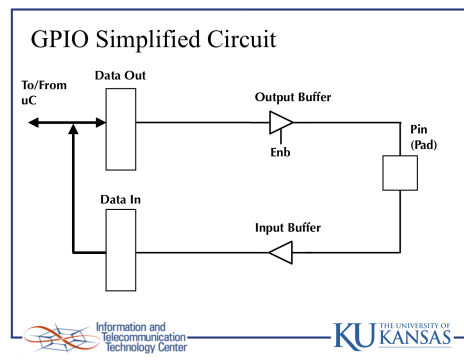 GPIO Simplified Circuit
To/From
uC
Data Out
Output Buffer
Enb
Pin
(Pad)
Data In
Input Buffer
Information and
Telecommunication
Technology Center
KU THE UNIVERSITY OF
KANSAS